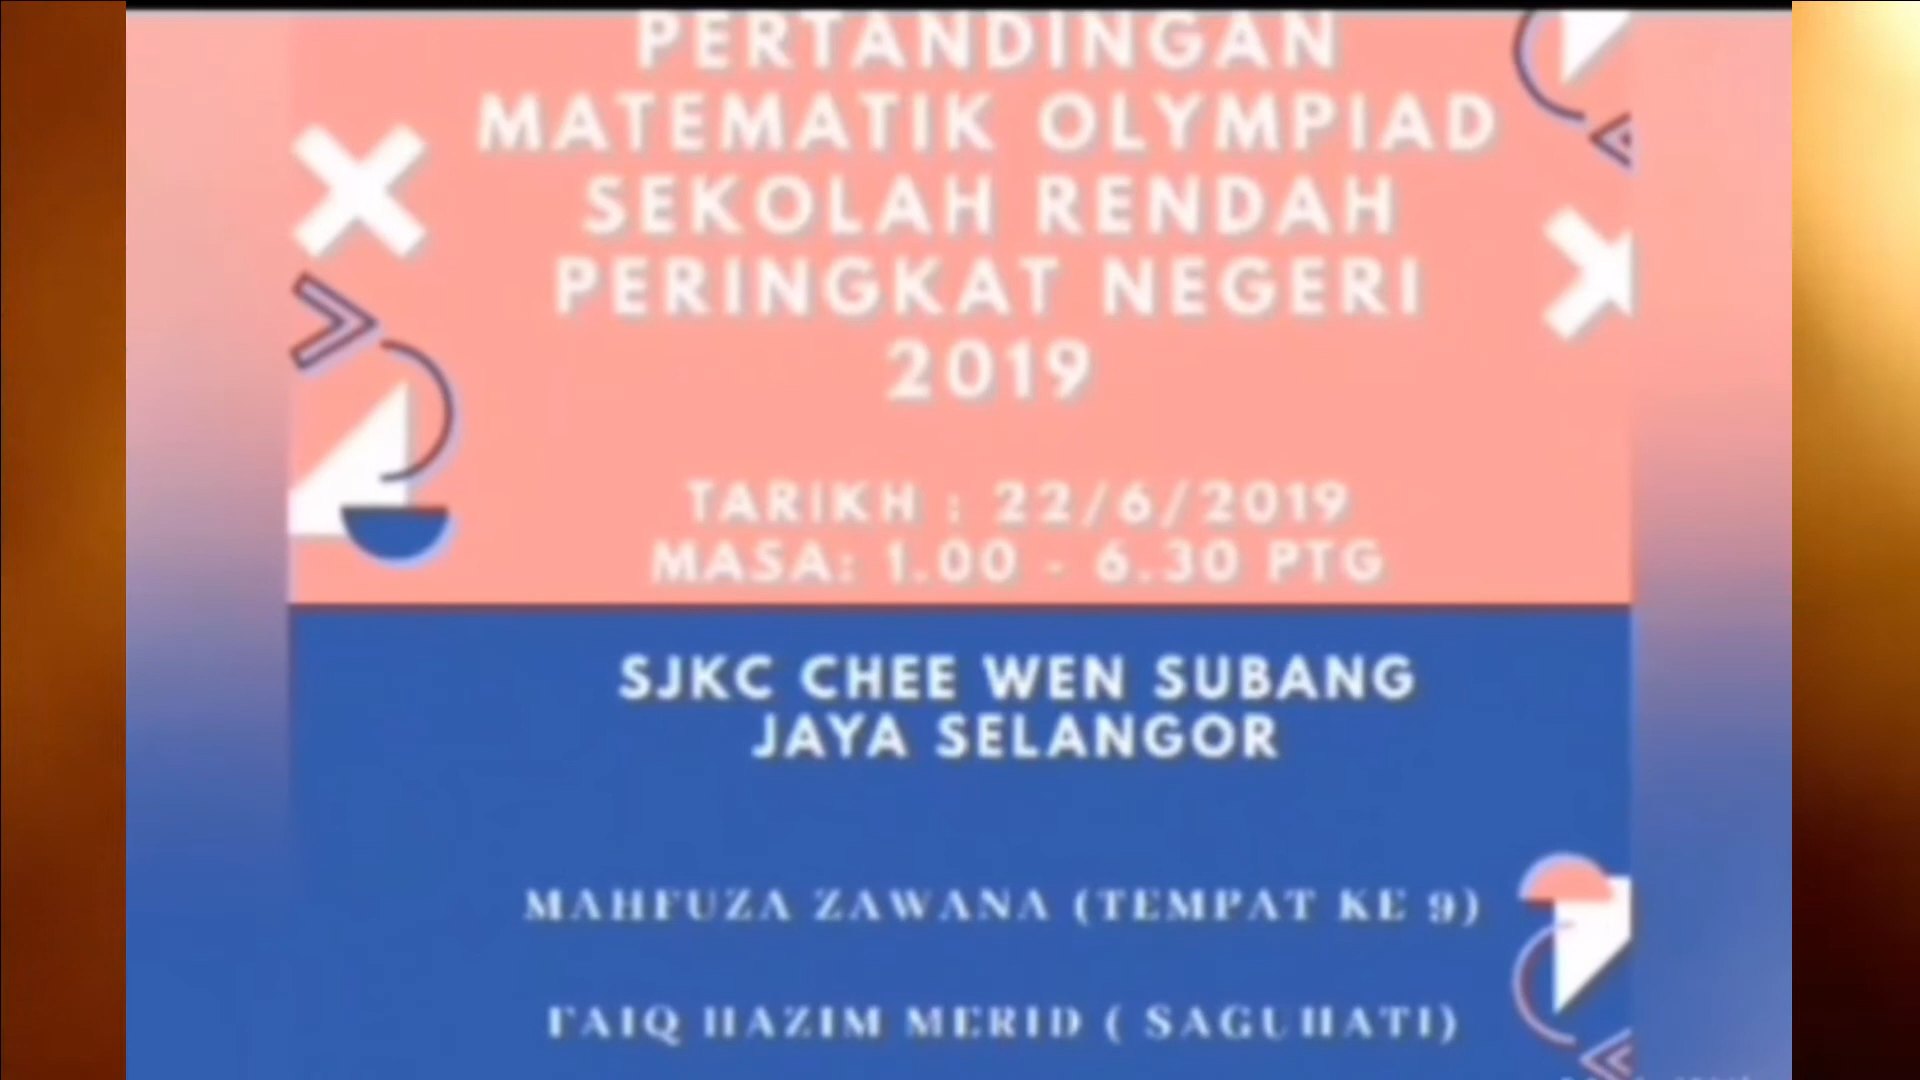 PERTANDINGAN
MATEMATIK OLYMPIAD
SEKOLAH RENDAH
PERINGKAT NEGERI
2019
TARIKH : 22/6/2019
MASA: 1.00 - 6.30 PTG
SJKC CHEE WEN SUBANG
JAYA SELANGOR
MAHFUZA ZAWANA (TEMPAT KE 9)
FAIQ HAZIM MERID ( SAGUHATI)